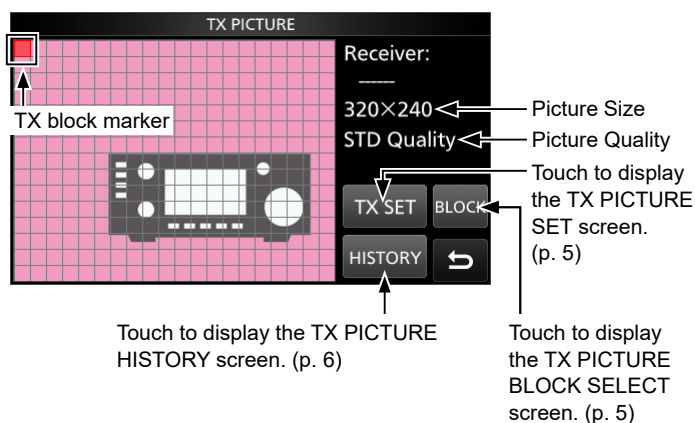 TX PICTURE
TX block marker
Receiver:
------
320×240
STD Quality
TX SET
BLOCK
HISTORY
Picture Size
Picture Quality
Touch to display
the TX PICTURE
SET screen.
(p. 5)
Touch to display the TX PICTURE
HISTORY screen. (p. 6)
Touch to display
the TX PICTURE
BLOCK SELECT
screen. (p. 5)